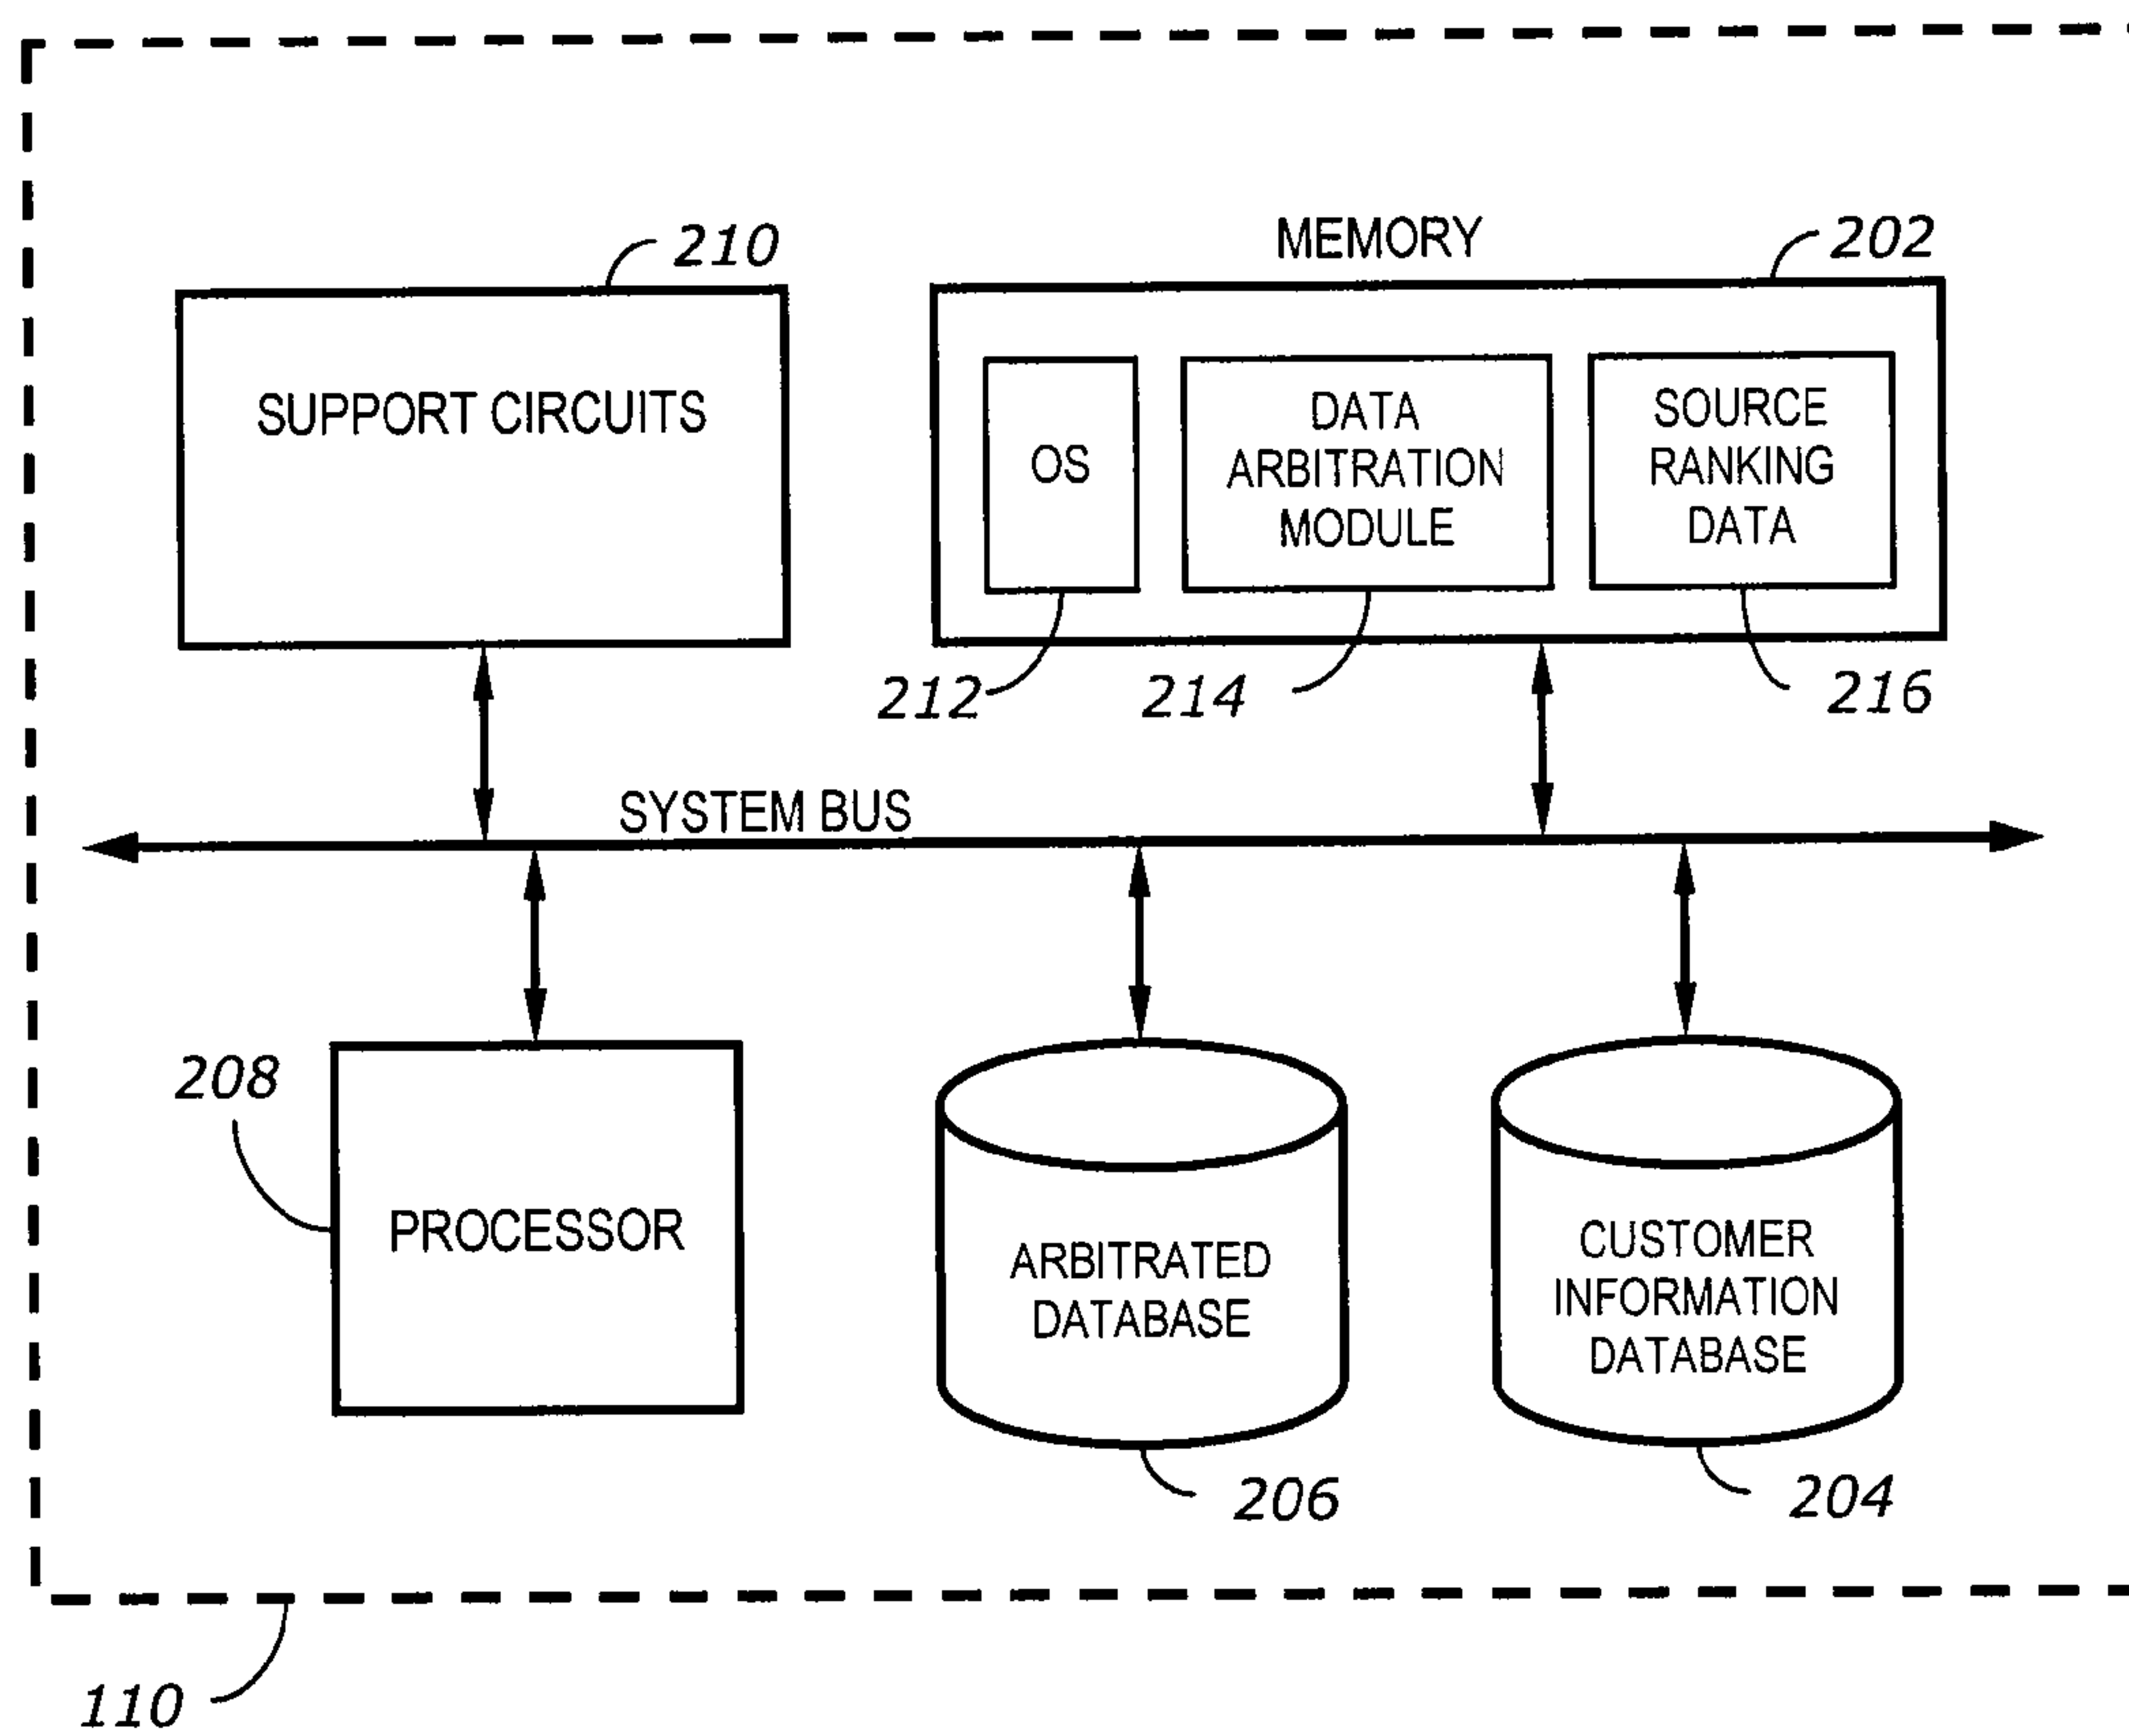 210
MEMORY
202
SUPPORT CIRCUITS
OS
DATA
ARBITRATION
MODULE
SOURCE
RANKING
DATA
212
214
216
SYSTEM BUS
208
PROCESSOR
ARBITRATED
DATABASE
CUSTOMER
INFORMATION
DATABASE
206
204
110